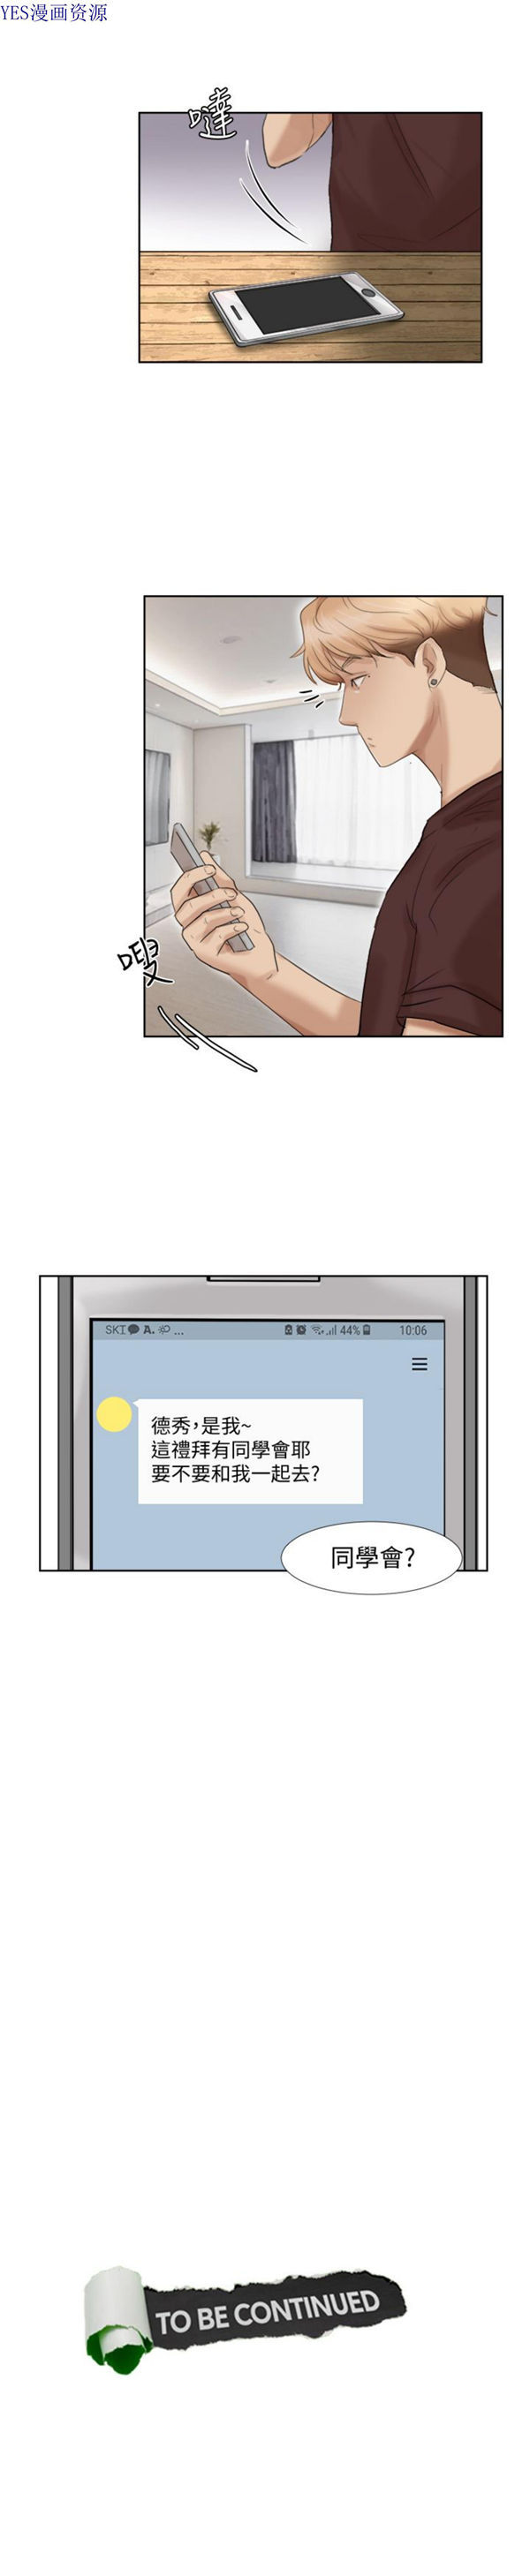 YES漫画资源
噠
嗖
SKT A. ... 44% 10:06
德秀，是我~
這禮拜有同學會耶
要不要和我一起去?
同學會?
TO BE CONTINUED